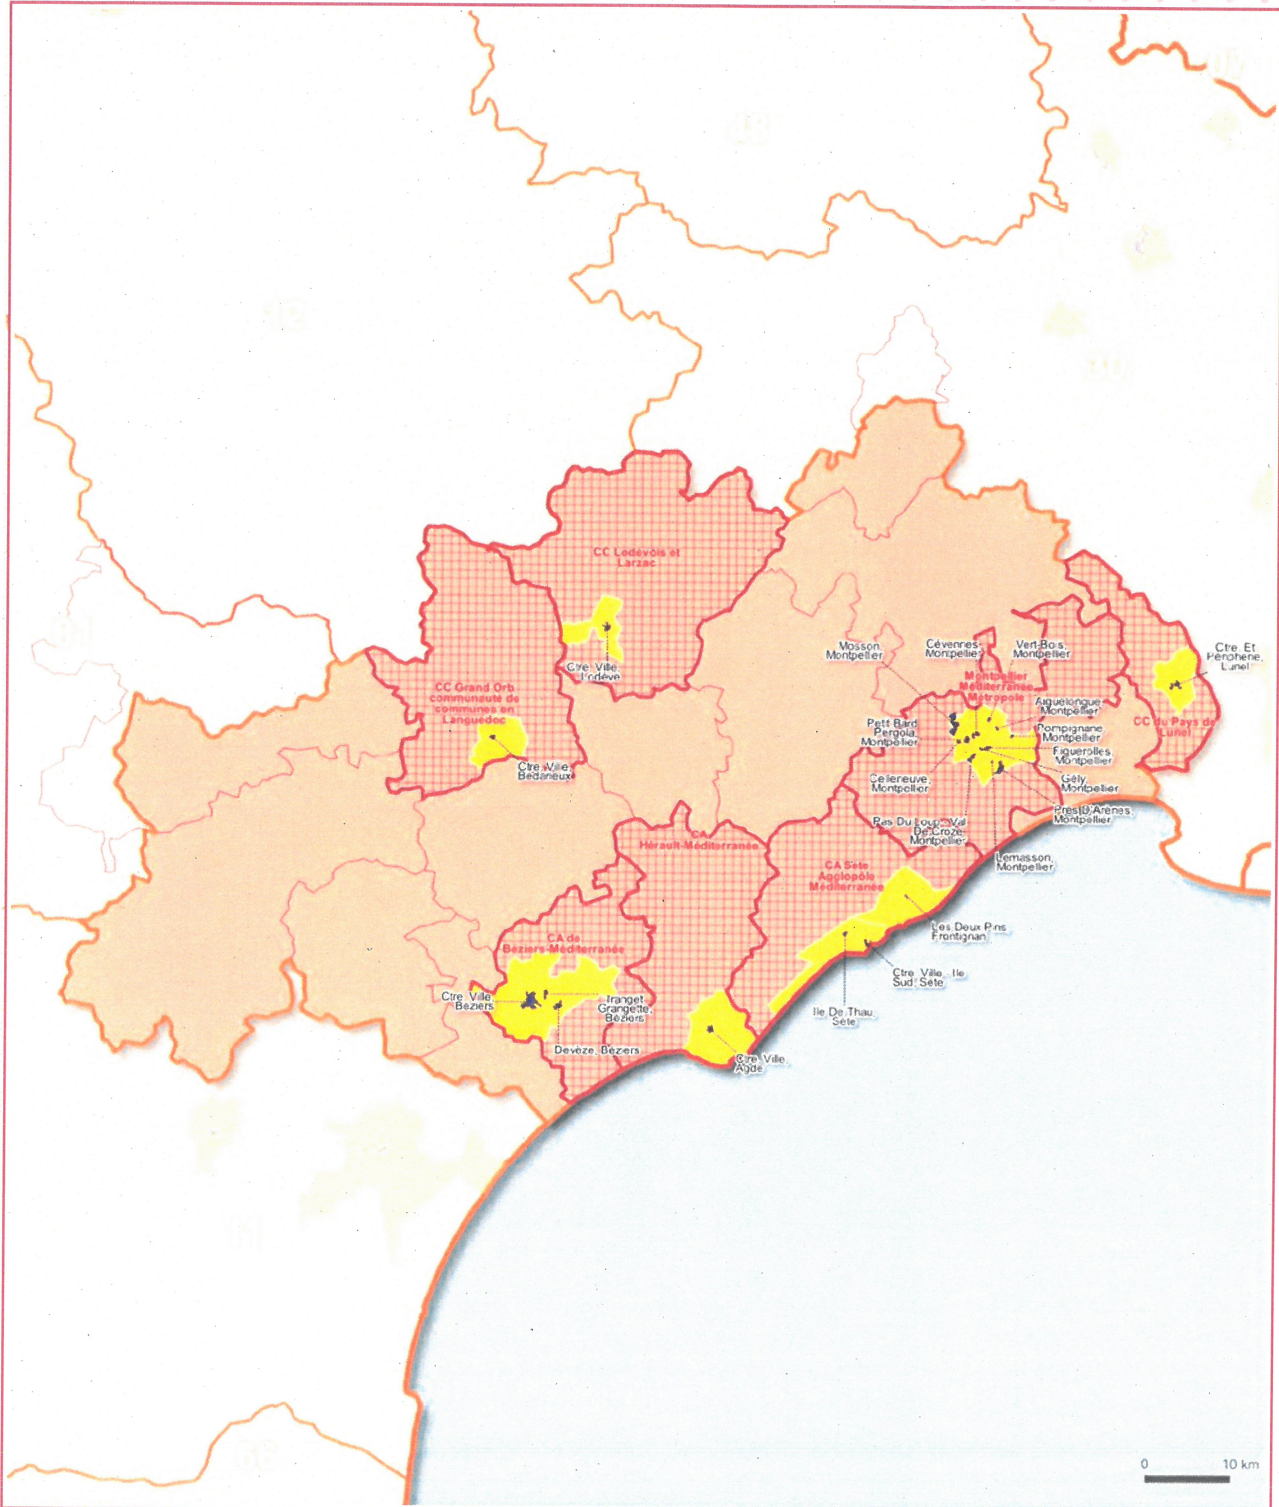 CC Lodévois et
Larzac
Ctre. Ville,
Lodève
CC Grand Orb
communauté de
communes en
Languedoc
Ctre. Ville,
Bédarieux
Mosson,
Montpellier
Cévennes,
Montpellier
Vert-Bois,
Montpellier
Montpellier
Méditerranée
Métropole
Ctre. Et
Périphérie,
Lunel
CC du Pays de
Lunel
Aiguelongue
Montpellier
Petit Bard
Pergola,
Montpellier
Pompignane
Montpellier
Figuerolles
Montpellier
Celleneuve,
Montpellier
Gély,
Montpellier
Près D'Arènes,
Montpellier
Pas Du Loup - Val
De Croze,
Montpellier
Lemasson,
Montpellier
CA
Hérault-Méditerranée
CA Sète
Agglopôle
Méditerranée
Les Deux Pins
Frontignan
Ctre. Ville - Ile
Sud, Sète
Ile De Thau,
Sète
CA de
Béziers-Méditerranée
Ctre. Ville,
Béziers
Iranget
Grangette,
Béziers
Devèze, Béziers
Ctre. Ville,
Agde
0 10 km